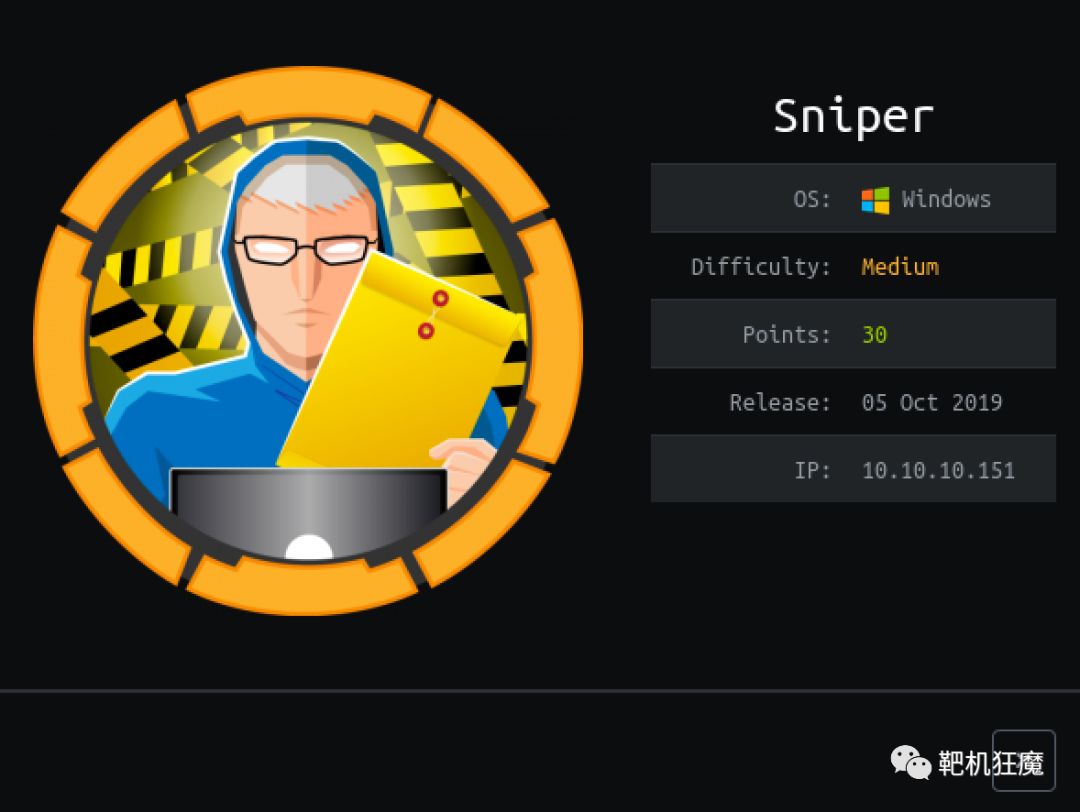 Sniper
OS: Windows
Difficulty: Medium
Points: 30
Release: 05 Oct 2019
IP: 10.10.10.151
靶机狂魔